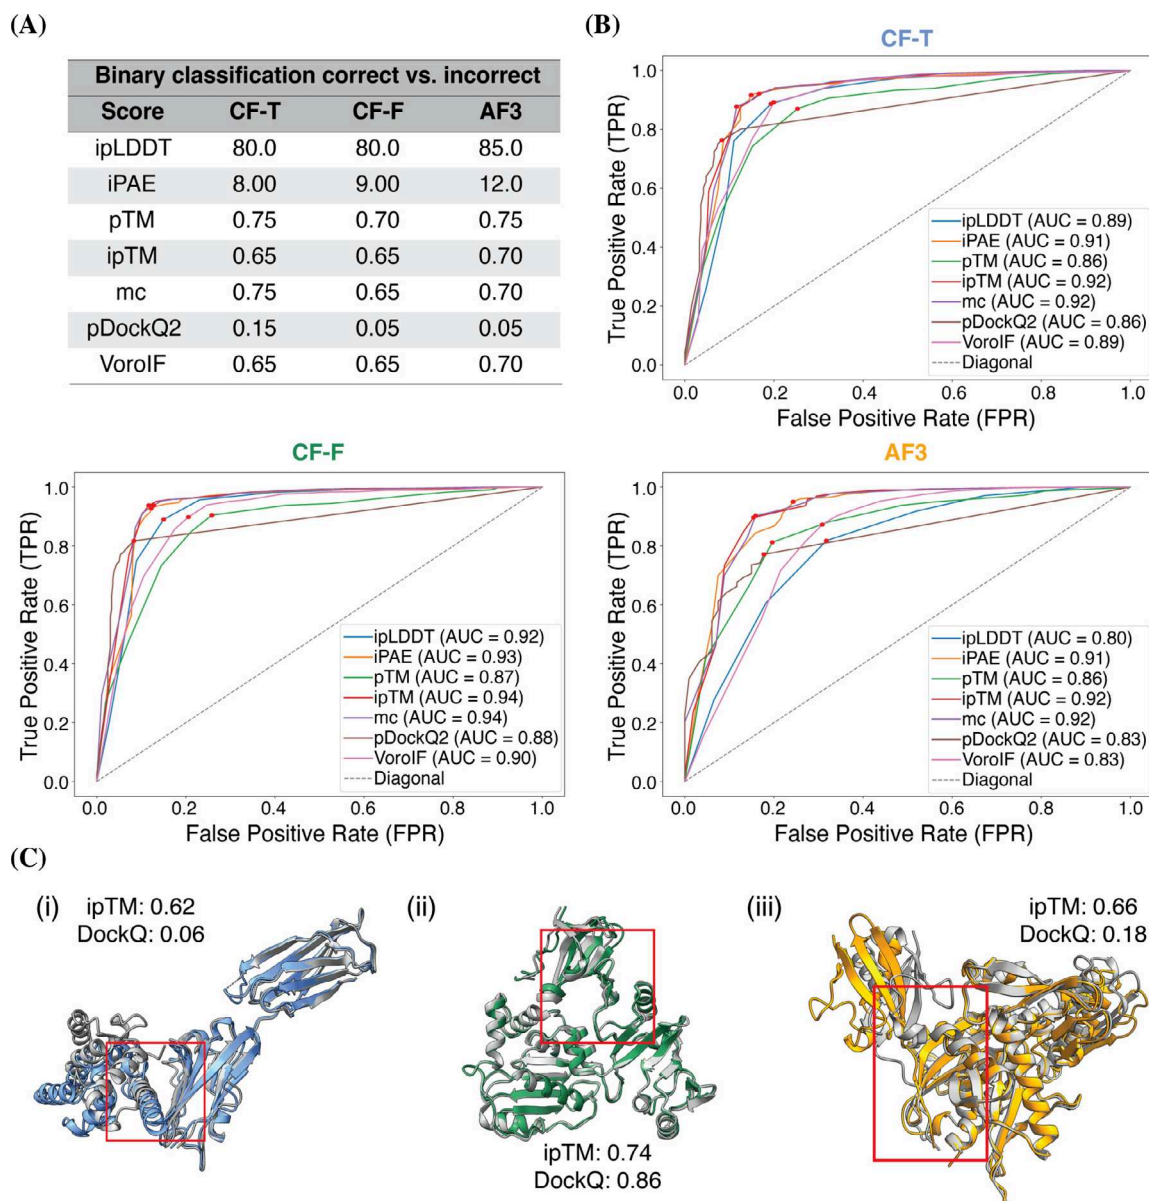 (A)
Binary classification correct vs. incorrect
Score CF-T CF-F AF3
ipLDDT 80.0 80.0 85.0
iPAE 8.00 9.00 12.0
pTM 0.75 0.70 0.75
ipTM 0.65 0.65 0.70
mc 0.75 0.65 0.70
pDockQ2 0.15 0.05 0.05
VoroIF 0.65 0.65 0.70
(B)
CF-T
True Positive Rate (TPR)
1.0
0.8
0.6
0.4
0.2
0.0
ipLDDT (AUC = 0.89)
iPAE (AUC = 0.91)
pTM (AUC = 0.86)
ipTM (AUC = 0.92)
mc (AUC = 0.92)
pDockQ2 (AUC = 0.86)
VoroIF (AUC = 0.89)
Diagonal
0.0 0.2 0.4 0.6 0.8 1.0
False Positive Rate (FPR)
CF-F
True Positive Rate (TPR)
1.0
0.8
0.6
0.4
0.2
0.0
ipLDDT (AUC = 0.92)
iPAE (AUC = 0.93)
pTM (AUC = 0.87)
ipTM (AUC = 0.94)
mc (AUC = 0.94)
pDockQ2 (AUC = 0.88)
VoroIF (AUC = 0.90)
Diagonal
0.0 0.2 0.4 0.6 0.8 1.0
False Positive Rate (FPR)
AF3
True Positive Rate (TPR)
1.0
0.8
0.6
0.4
0.2
0.0
ipLDDT (AUC = 0.80)
iPAE (AUC = 0.91)
pTM (AUC = 0.86)
ipTM (AUC = 0.92)
mc (AUC = 0.92)
pDockQ2 (AUC = 0.83)
VoroIF (AUC = 0.83)
Diagonal
0.0 0.2 0.4 0.6 0.8 1.0
False Positive Rate (FPR)
(C)
(i)
ipTM: 0.62
DockQ: 0.06
(ii)
ipTM: 0.74
DockQ: 0.86
(iii)
ipTM: 0.66
DockQ: 0.18